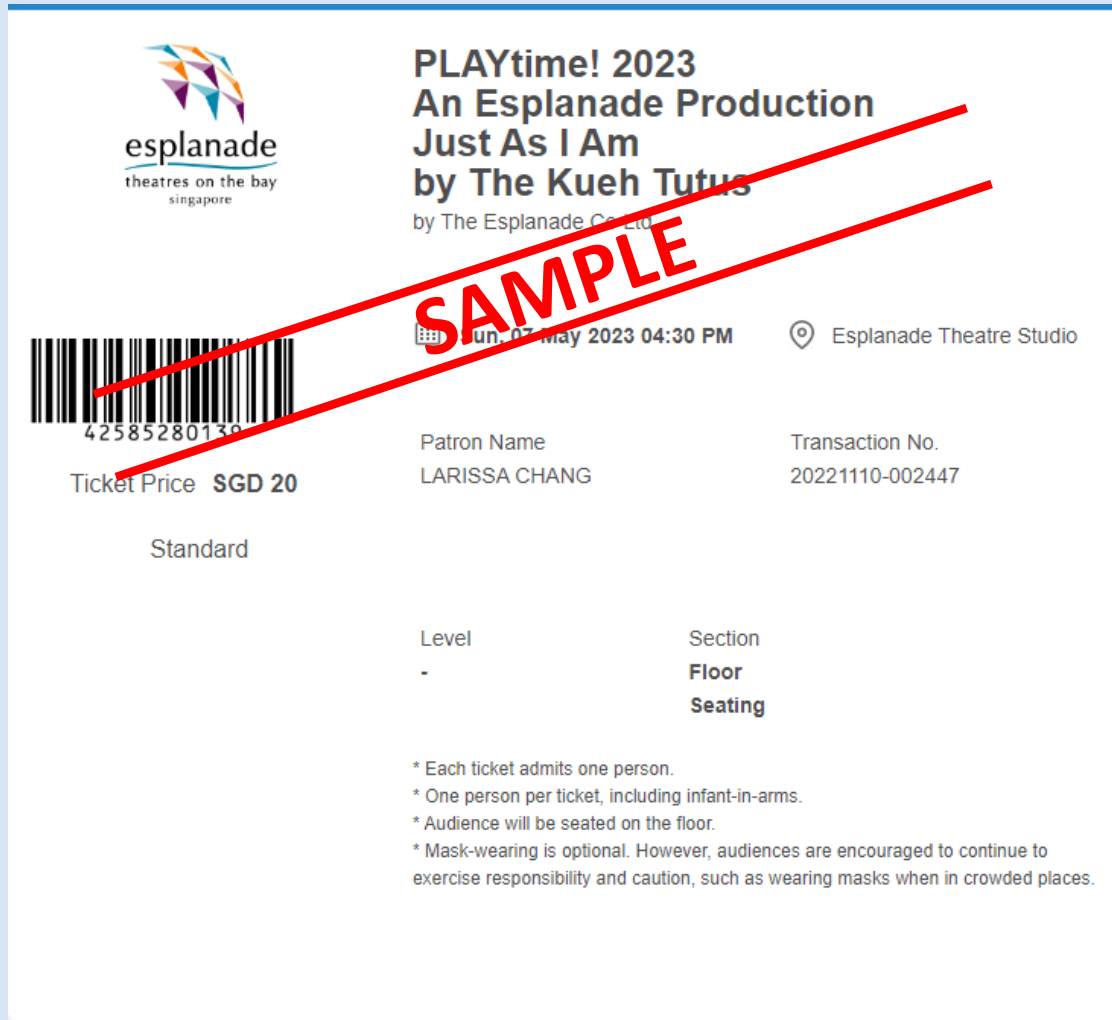 esplanade
theatres on the bay
singapore
PLAYtime! 2023
An Esplanade Production
Just As I Am
by The Kueh Tutus
by The Esplanade Co Ltd
SAMPLE
Sun, 07 May 2023 04:30 PM
Esplanade Theatre Studio
42585280139
Ticket Price SGD 20
Standard
Patron Name
LARISSA CHANG
Transaction No.
20221110-002447
Level
-
Section
Floor
Seating
* Each ticket admits one person.
* One person per ticket, including infant-in-arms.
* Audience will be seated on the floor.
* Mask-wearing is optional. However, audiences are encouraged to continue to
exercise responsibility and caution, such as wearing masks when in crowded places.